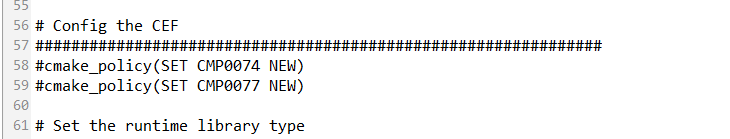 55
56 # Config the CEF
57 ###############################################################
58 #cmake_policy(SET CMP0074 NEW)
59 #cmake_policy(SET CMP0077 NEW)
60
61 # Set the runtime library type